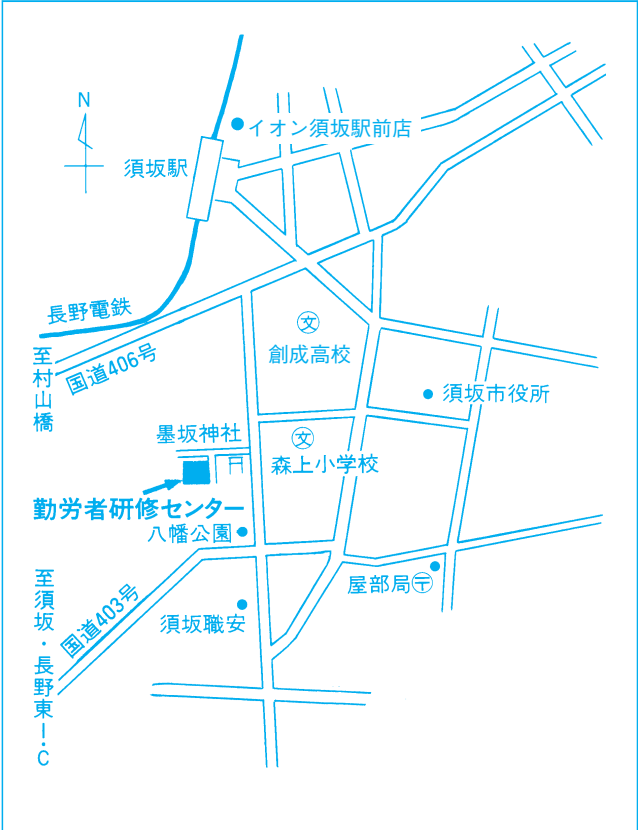 N
イオン須坂駅前店
須坂駅
長野電鉄
国道406号
至村山橋
文
創成高校
須坂市役所
墨坂神社
文
森上小学校
勤労者研修センター
八幡公園
屋部局〒
国道403号
須坂職安
至須坂・長野東I・C